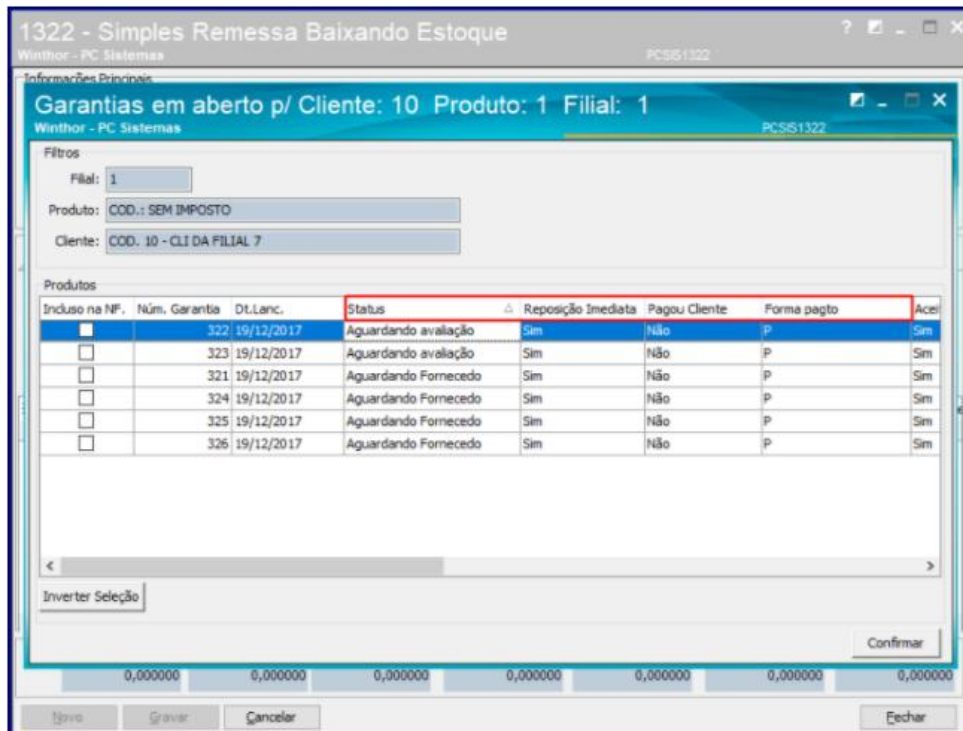 1322 - Simples Remessa Baixando Estoque
Winthor - PC Sistemas PCSIS1322
Informações Principais
Garantias em aberto p/ Cliente: 10 Produto: 1 Filial: 1
Winthor - PC Sistemas PCSIS1322
Filtros
Filial: 1
Produto: COD.: SEM IMPOSTO
Cliente: COD. 10 - CLI DA FILIAL 7
Produtos
Incluso na NF. Núm. Garantia Dt.Lanc. Status Reposição Imediata Pagou Cliente Forma pagto Acei
322 19/12/2017 Aguardando avaliação Sim Não P Sim
323 19/12/2017 Aguardando avaliação Sim Não P Sim
321 19/12/2017 Aguardando Fornecedo Sim Não P Sim
324 19/12/2017 Aguardando Fornecedo Sim Não P Sim
325 19/12/2017 Aguardando Fornecedo Sim Não P Sim
326 19/12/2017 Aguardando Fornecedo Sim Não P Sim
Inverter Seleção
Confirmar
0,000000 0,000000 0,000000 0,000000 0,000000 0,000000 0,000000
Novo Gravar Cancelar Fechar